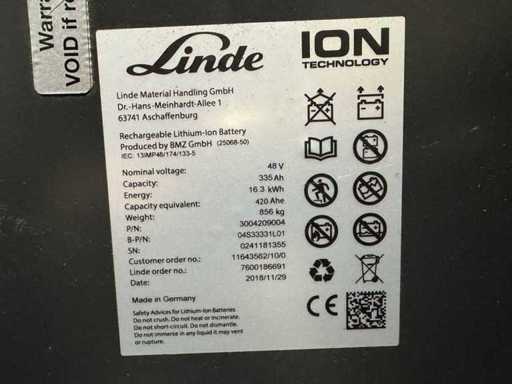 Warra
VOID if r
Linde
ION
TECHNOLOGY
Linde Material Handling GmbH
Dr.-Hans-Meinhardt-Allee 1
63741 Aschaffenburg
Rechargeable Lithium-Ion Battery
Produced by BMZ GmbH (25068-50)
IEC: 13IMP48/174/133-5
Nominal voltage: 48 V
Capacity: 335 Ah
Energy: 16.3 kWh
Capacity equivalent: 420 Ahe
Weight: 856 kg
P/N: 3004209004
B-P/N: 04S33331L01
SN: 0241181355
Customer order no.: 11643562/10/0
Linde order no.: 7600186691
Date: 2018/11/29
Made in Germany
Safety Advices for Lithium-Ion Batteries
Do not crush. Do not heat or incinerate.
Do not short-circuit. Do not dismantle.
Do not immerse in any liquid it may vent
or rupture.
CE